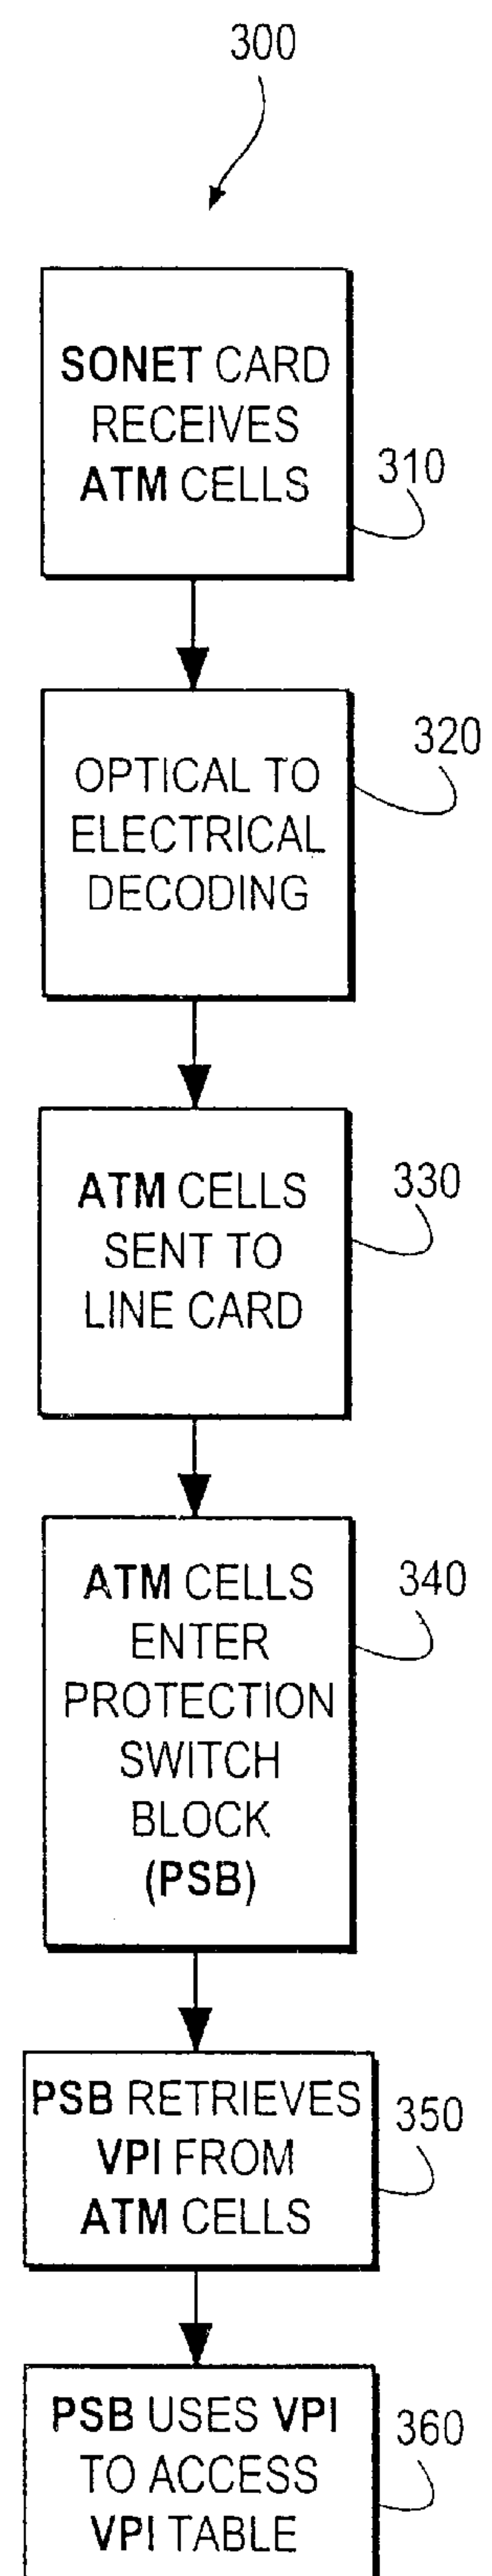 300
SONET CARD
RECEIVES
ATM CELLS
310
OPTICAL TO
ELECTRICAL
DECODING
320
ATM CELLS
SENT TO
LINE CARD
330
ATM CELLS
ENTER
PROTECTION
SWITCH
BLOCK
(PSB)
340
PSB RETRIEVES
VPI FROM
ATM CELLS
350
PSB USES VPI
TO ACCESS
VPI TABLE
360